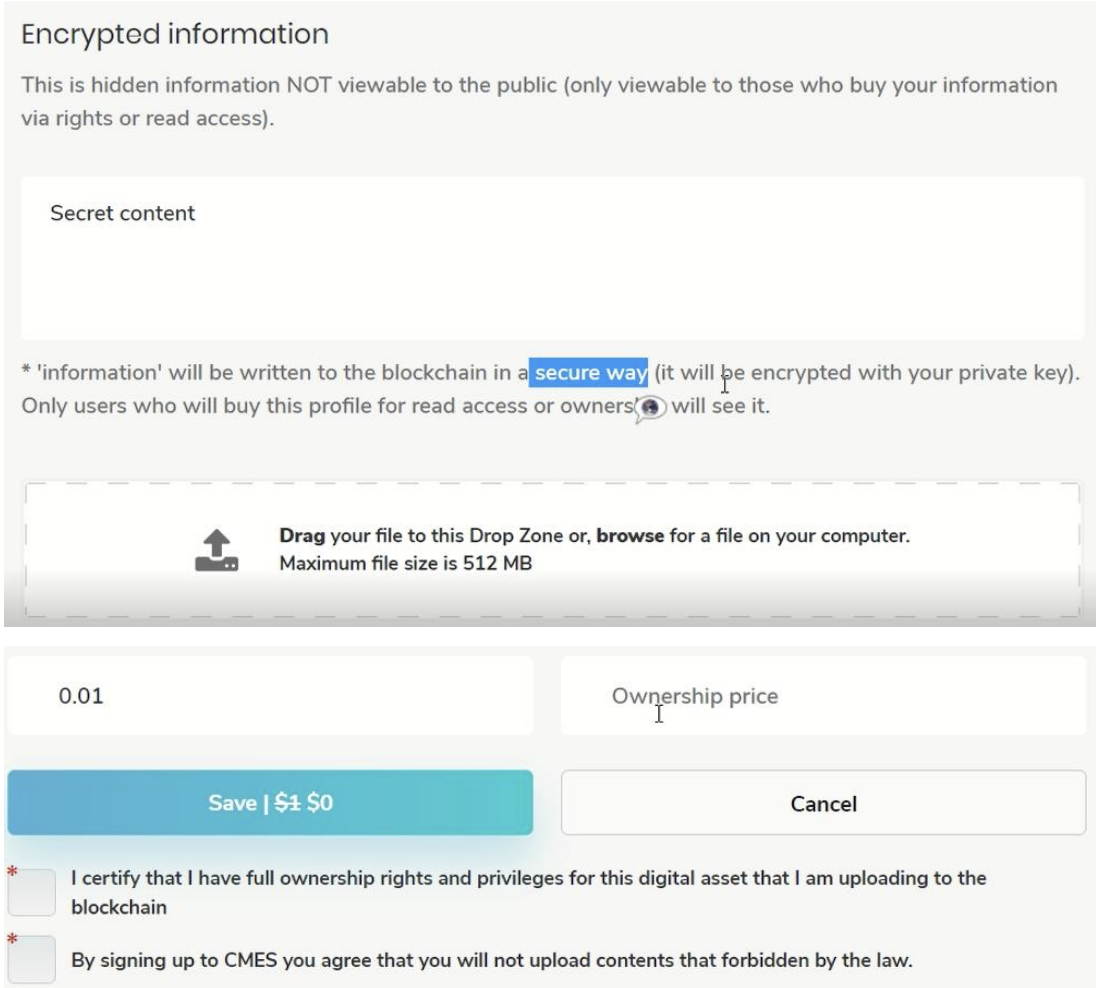 Encrypted information
This is hidden information NOT viewable to the public (only viewable to those who buy your information
via rights or read access).
Secret content
* 'information' will be written to the blockchain in a secure way (it will be encrypted with your private key).
Only users who will buy this profile for read access or owners will see it.
Drag your file to this Drop Zone or, browse for a file on your computer.
Maximum file size is 512 MB
0.01
Ownership price
Save | $1 $0
Cancel
* I certify that I have full ownership rights and privileges for this digital asset that I am uploading to the
blockchain
* By signing up to CMES you agree that you will not upload contents that forbidden by the law.